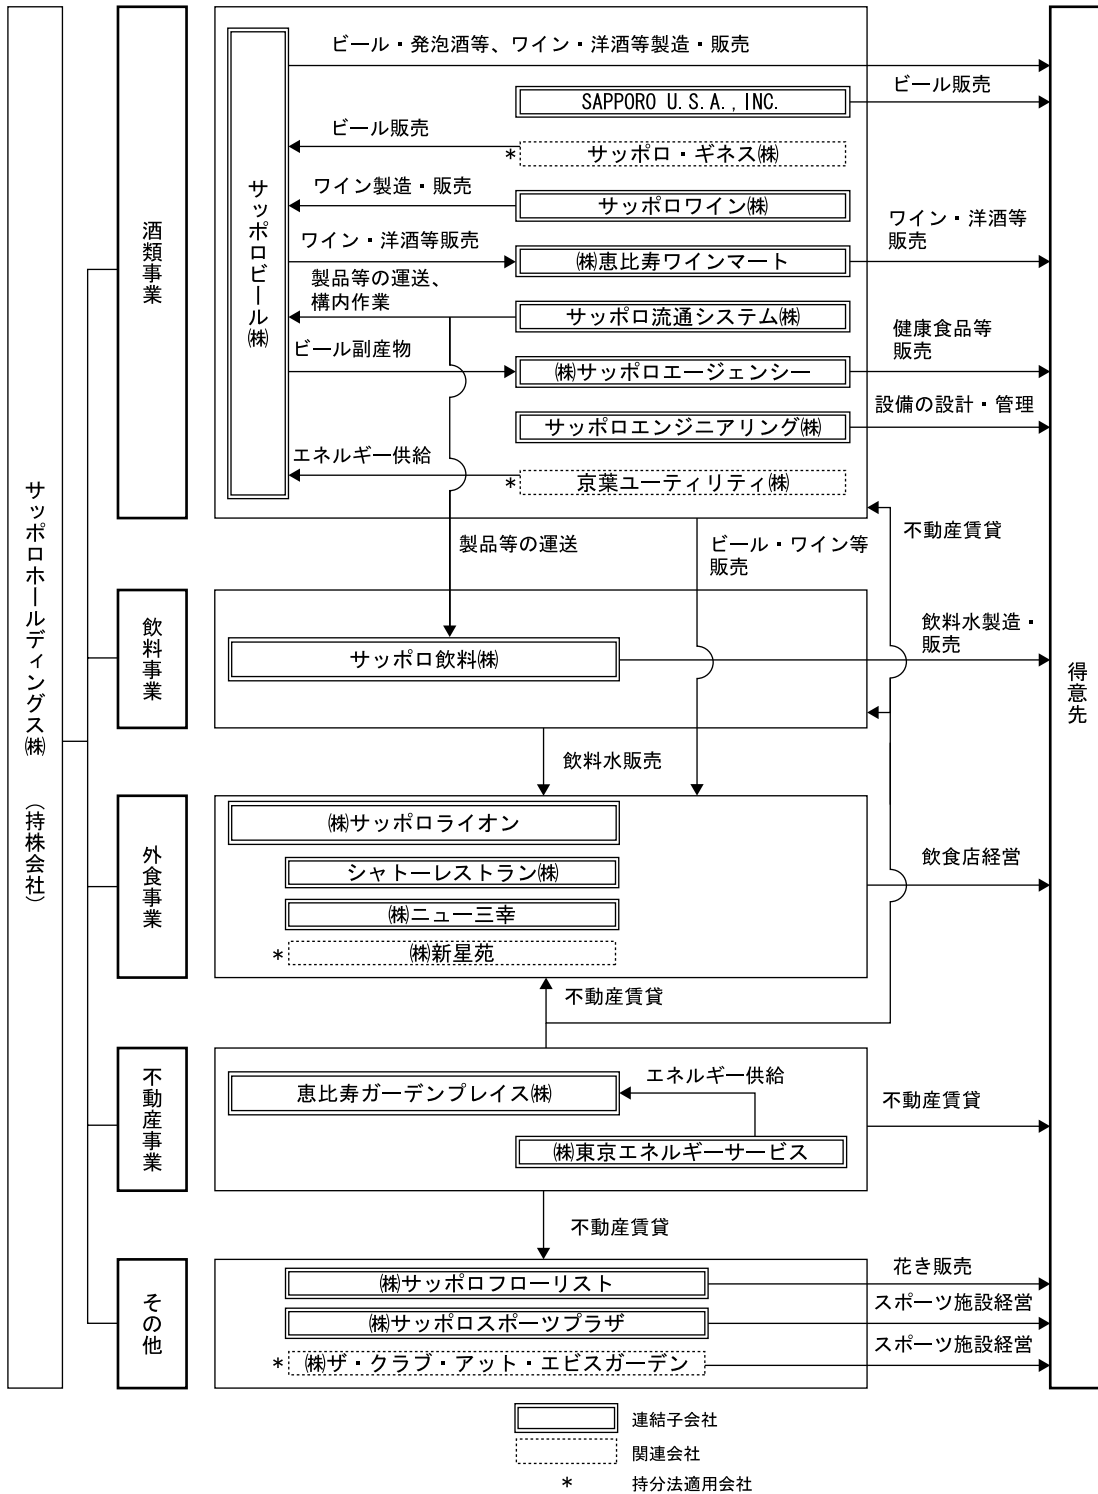 サッポロホールディングス㈱
（持株会社）
酒類事業
サッポロビール㈱
ビール・発泡酒等、ワイン・洋酒等製造・販売
SAPPORO U.S.A.,INC.
ビール販売
ビール販売
* サッポロ・ギネス㈱
ワイン製造・販売
サッポロワイン㈱
ワイン・洋酒等販売
㈱恵比寿ワインマート
ワイン・洋酒等
販売
製品等の運送、
構内作業
サッポロ流通システム㈱
ビール副産物
㈱サッポロエージェンシー
健康食品等
販売
サッポロエンジニアリング㈱
設備の設計・管理
エネルギー供給
* 京葉ユーティリティ㈱
製品等の運送
ビール・ワイン等
販売
不動産賃貸
飲料事業
サッポロ飲料㈱
飲料水製造・
販売
得意先
飲料水販売
外食事業
㈱サッポロライオン
シャトーレストラン㈱
㈱ニュー三幸
* ㈱新星苑
飲食店経営
不動産賃貸
不動産事業
恵比寿ガーデンプレイス㈱
エネルギー供給
㈱東京エネルギーサービス
不動産賃貸
不動産賃貸
その他
㈱サッポロフローリスト
花き販売
㈱サッポロスポーツプラザ
スポーツ施設経営
* ㈱ザ・クラブ・アット・エビスガーデン
スポーツ施設経営
連結子会社
関連会社
* 持分法適用会社